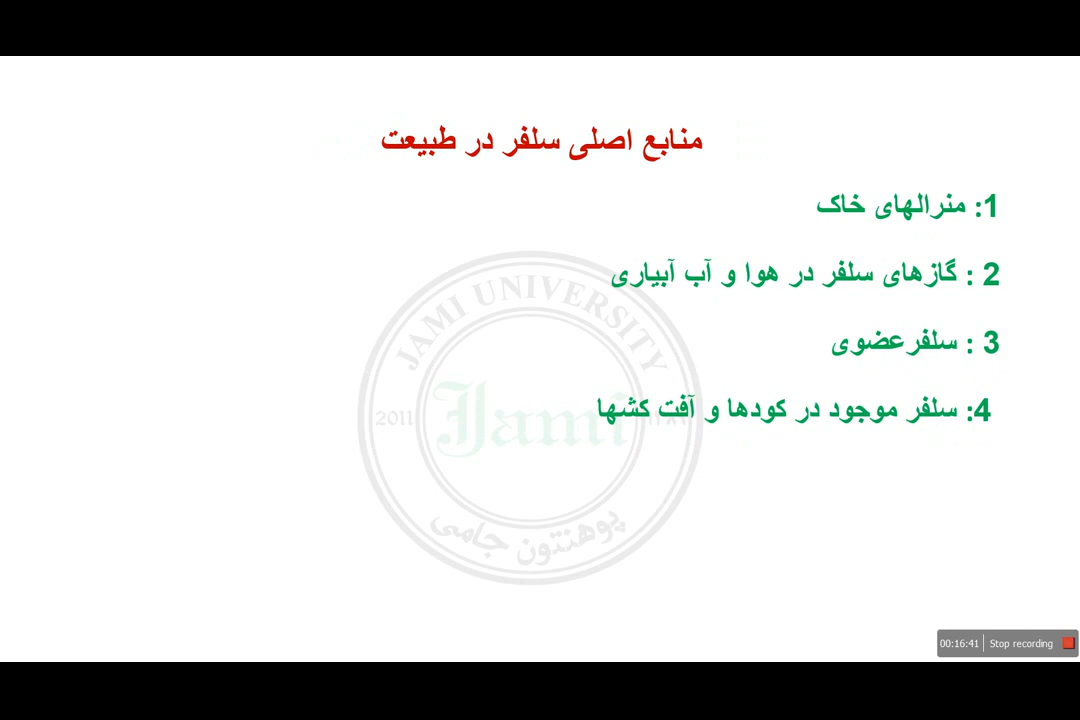 منابع اصلی سلفر در طبیعت
1: منرالهای خاک
2 : گازهای سلفر در هوا و آب آبیاری
3 : سلفرعضوی
4: سلفر موجود در کودها و آفت کشها
JAMI UNIVERSITY
2011
Jami
پوهنتون جامی
00:16:41 Stop recording